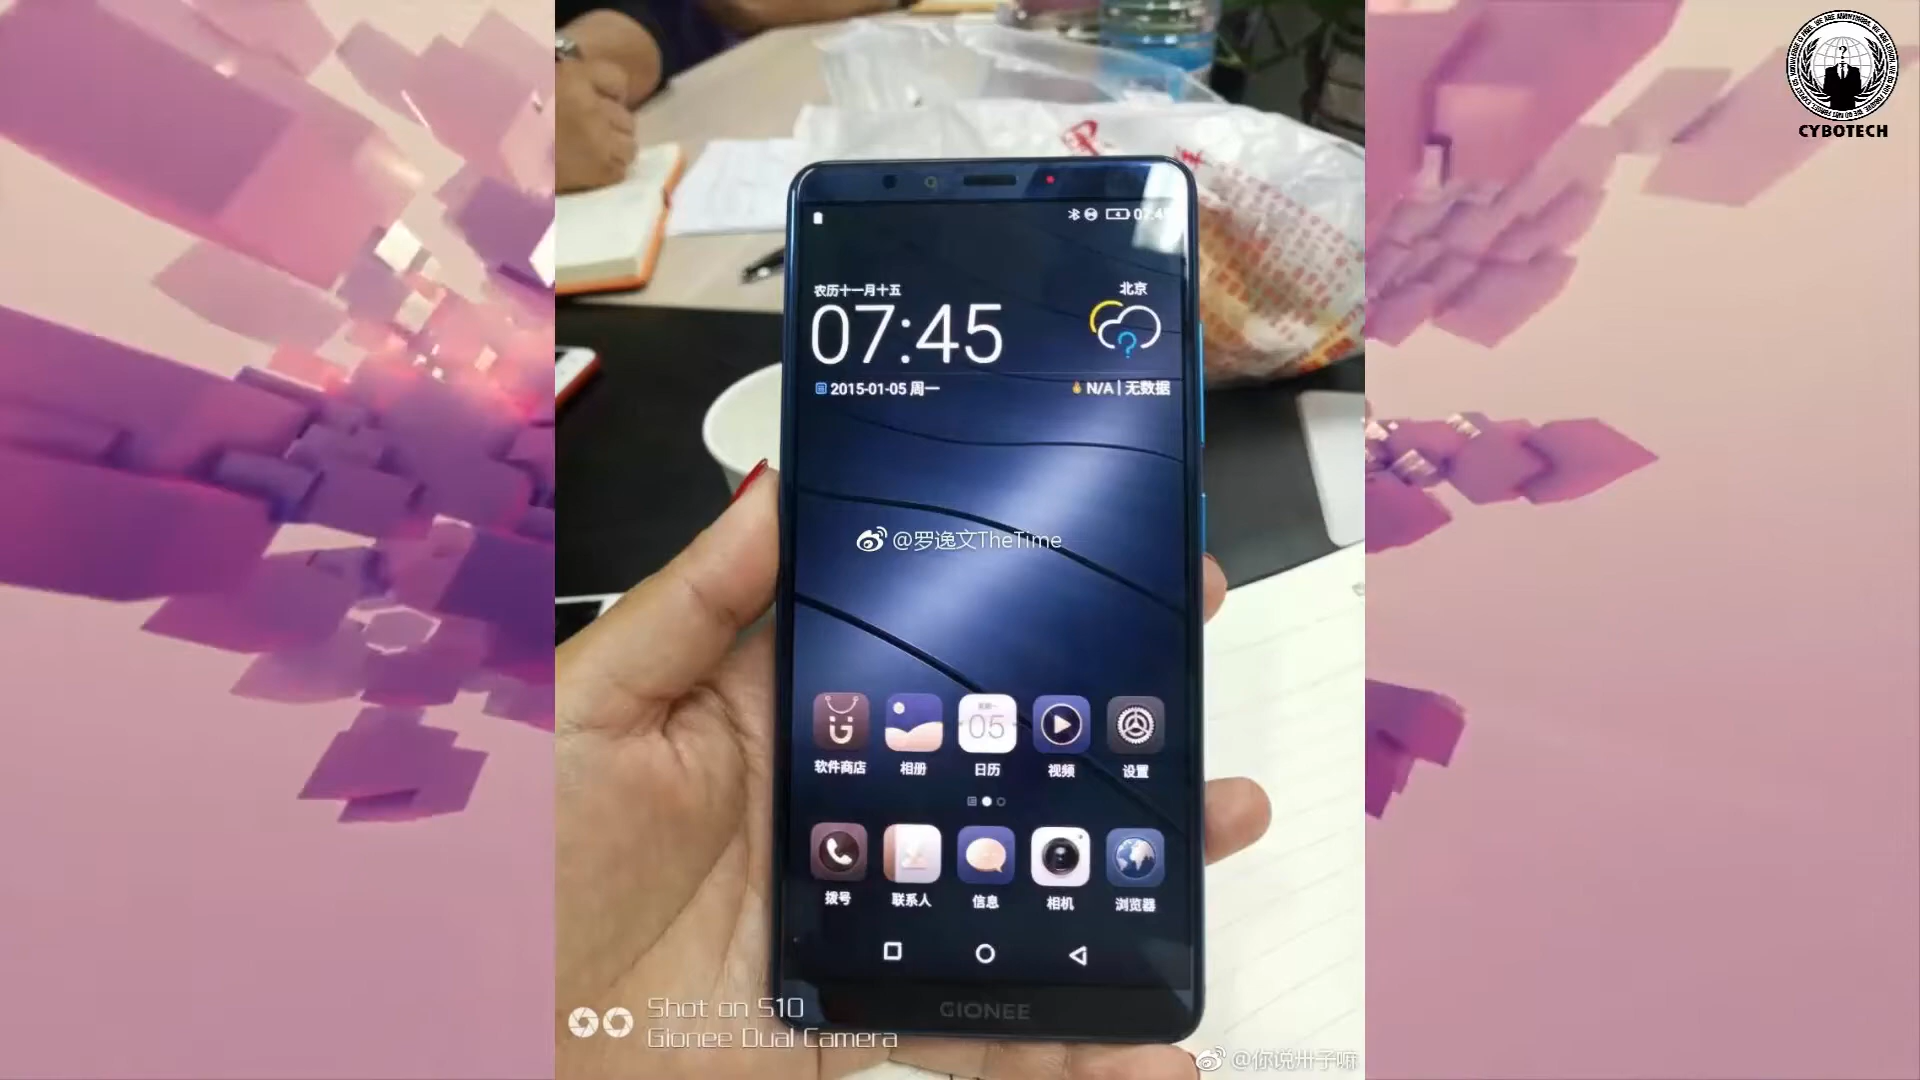 CYBOTECH
农历十一月十五
北京
07:45
2015-01-05 周一
N/A | 无数据
@罗逸文TheTime
05
软件商店
相册
日历
视频
设置
拨号
联系人
信息
相机
浏览器
GIONEE
Shot on S10
Gionee Dual Camera
@你说卅子嘛